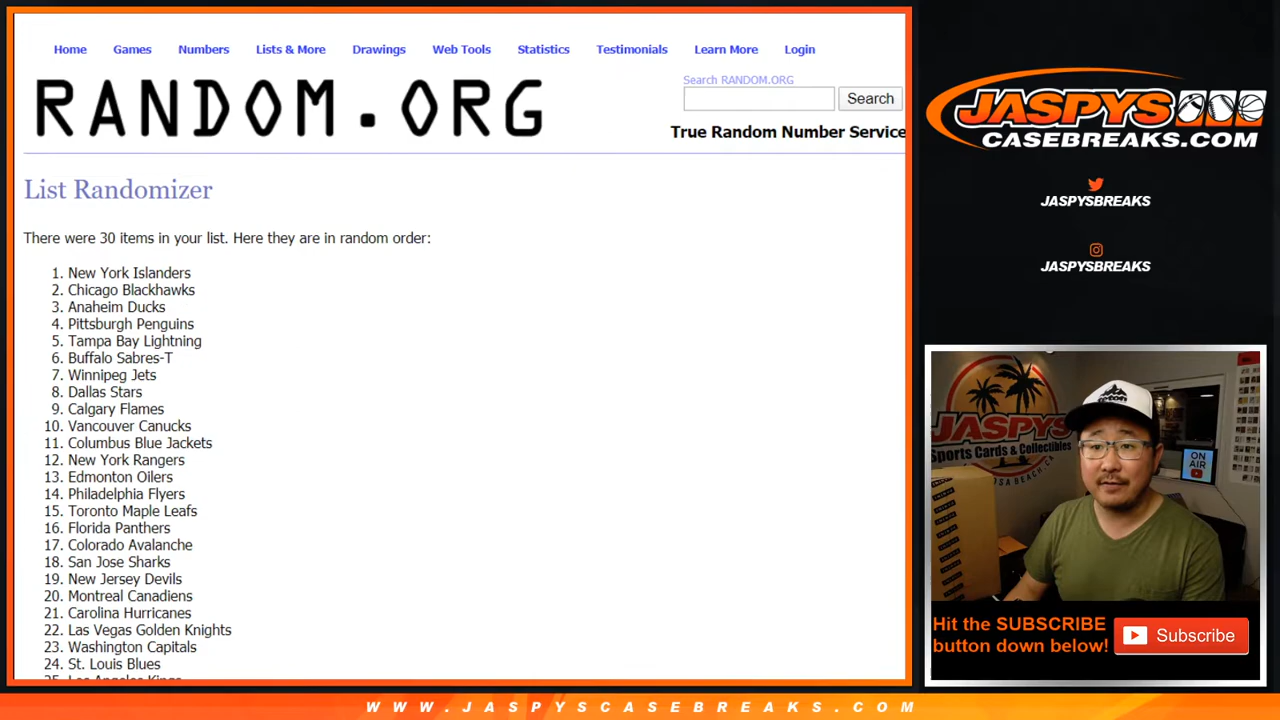 Home Games Numbers Lists & More Drawings Web Tools Statistics Testimonials Learn More Login
RANDOM.ORG
Search RANDOM.ORG
Search
True Random Number Service
List Randomizer
There were 30 items in your list. Here they are in random order:
1. New York Islanders
2. Chicago Blackhawks
3. Anaheim Ducks
4. Pittsburgh Penguins
5. Tampa Bay Lightning
6. Buffalo Sabres-T
7. Winnipeg Jets
8. Dallas Stars
9. Calgary Flames
10. Vancouver Canucks
11. Columbus Blue Jackets
12. New York Rangers
13. Edmonton Oilers
14. Philadelphia Flyers
15. Toronto Maple Leafs
16. Florida Panthers
17. Colorado Avalanche
18. San Jose Sharks
19. New Jersey Devils
20. Montreal Canadiens
21. Carolina Hurricanes
22. Las Vegas Golden Knights
23. Washington Capitals
24. St. Louis Blues
25. Los Angeles Kings
JASPYS
CASEBREAKS.COM
JASPYSBREAKS
JASPYSBREAKS
JASPYS
Sports Cards & Collectibles
ON
AIR
Hit the SUBSCRIBE
button down below!
Subscribe
WWW.JASPYSCASEBREAKS.COM